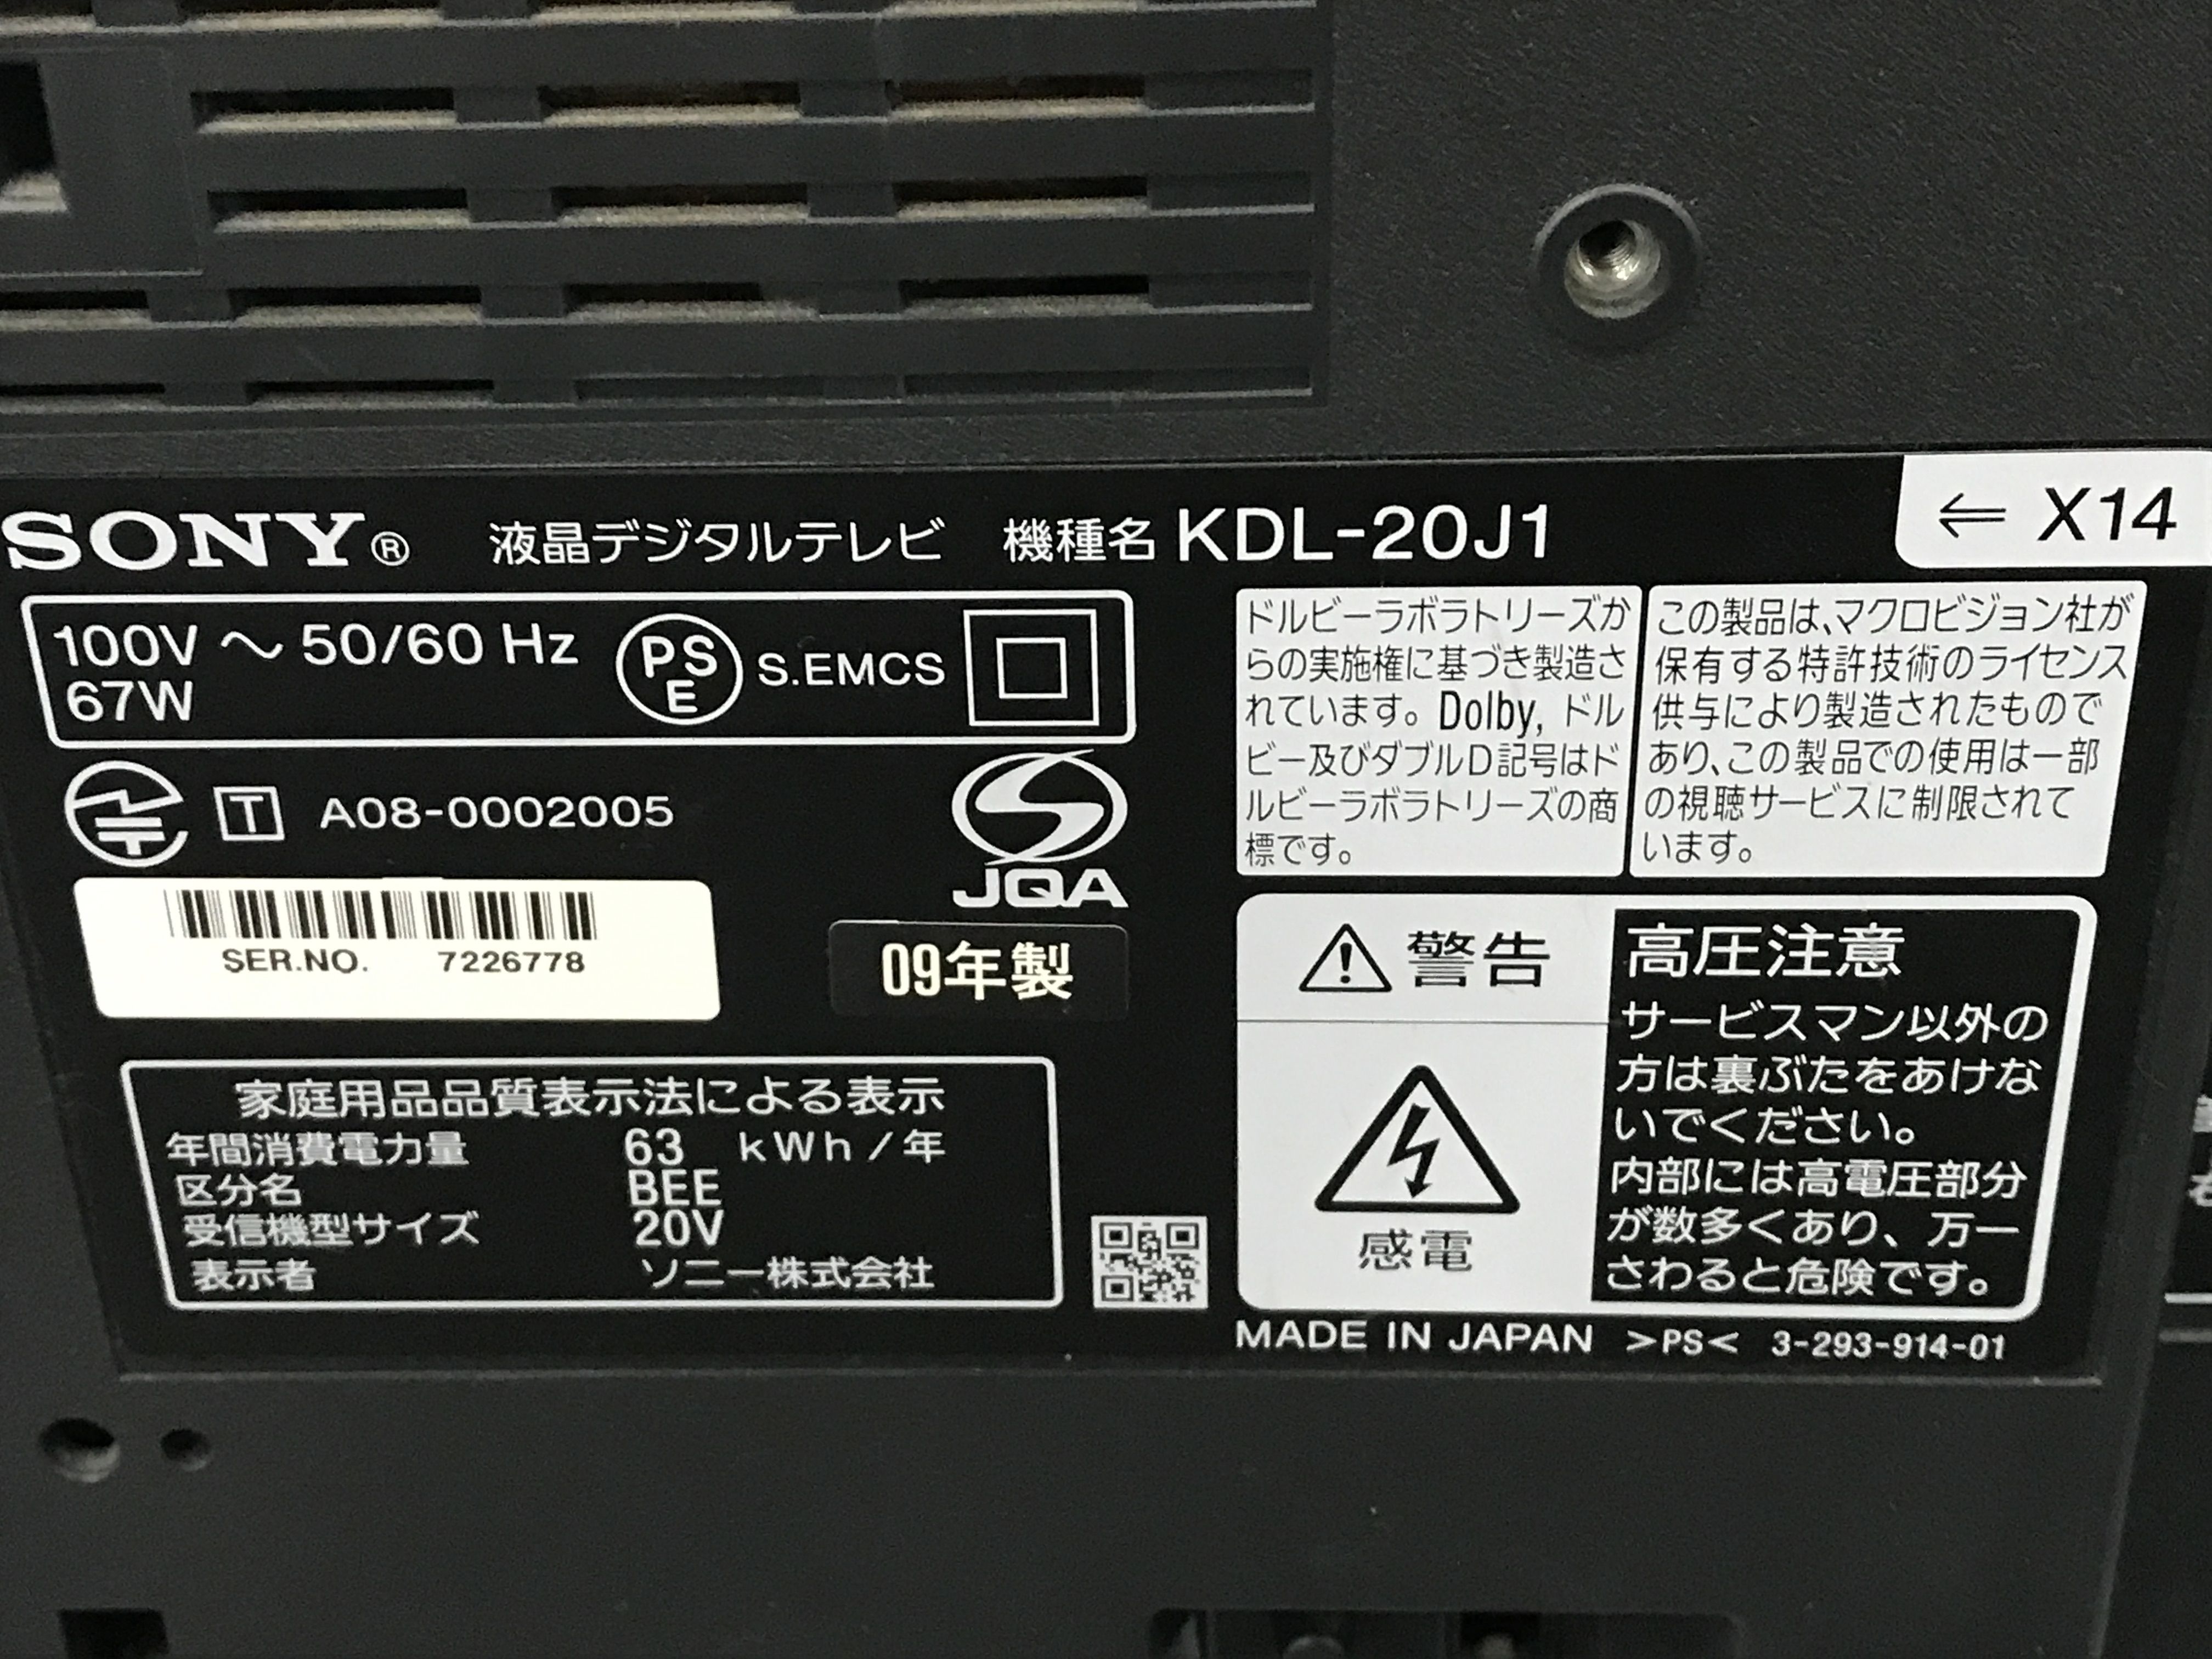 SONY® 液晶デジタルテレビ 機種名 KDL-20J1
⇐ X14
100V ～ 50/60 Hz
67W
PS
E
S.EMCS
T A08-0002005
JQA
SER.NO. 7226778
09年製
家庭用品品質表示法による表示
年間消費電力量 63 kWh/年
区分名 BEE
受信機型サイズ 20V
表示者 ソニー株式会社
ドルビーラボラトリーズか
らの実施権に基づき製造さ
れています。Dolby, ドル
ビー及びダブルD記号はド
ルビーラボラトリーズの商
標です。
この製品は、マクロビジョン社が
保有する特許技術のライセンス
供与により製造されたもので
あり、この製品での使用は一部
の視聴サービスに制限されて
います。
警告
感電
高圧注意
サービスマン以外の
方は裏ぶたをあけな
いでください。
内部には高電圧部分
が数多くあり、万一
さわると危険です。
MADE IN JAPAN >PS< 3-293-914-01